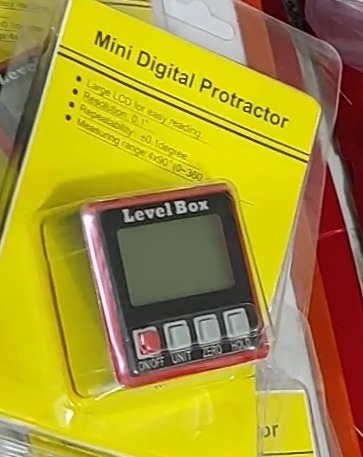 Mini Digital Protractor
• Large LCD for easy reading
• Resolution: 0.1°
• Repeatability: ±0.1degree
• Measuring range:4x90°(0~360
Level Box
ON/OFF UNIT ZERO HOLD
or